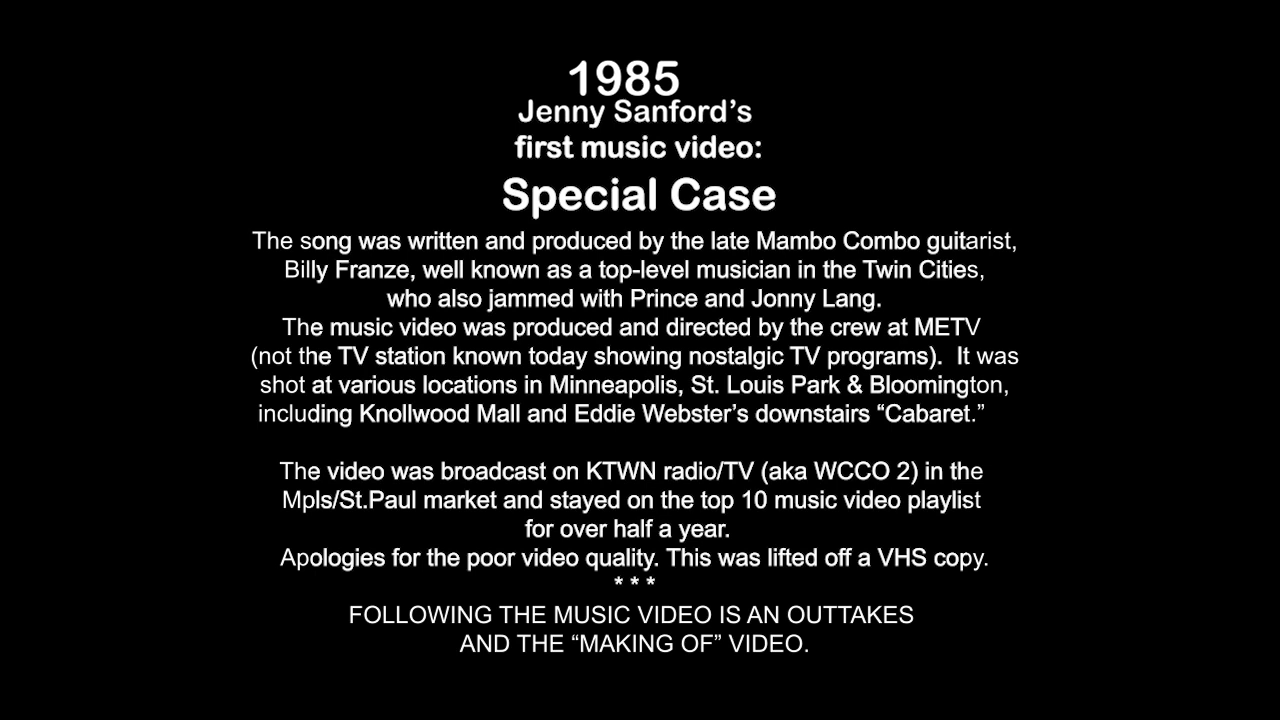 1985
Jenny Sanford’s
first music video:
Special Case
The song was written and produced by the late Mambo Combo guitarist,
Billy Franze, well known as a top-level musician in the Twin Cities,
who also jammed with Prince and Jonny Lang.
The music video was produced and directed by the crew at METV
(not the TV station known today showing nostalgic TV programs).  It was
shot at various locations in Minneapolis, St. Louis Park & Bloomington,
including Knollwood Mall and Eddie Webster’s downstairs “Cabaret.”
The video was broadcast on KTWN radio/TV (aka WCCO 2) in the
Mpls/St.Paul market and stayed on the top 10 music video playlist
for over half a year.
Apologies for the poor video quality. This was lifted off a VHS copy.
* * *
FOLLOWING THE MUSIC VIDEO IS AN OUTTAKES
AND THE “MAKING OF” VIDEO.